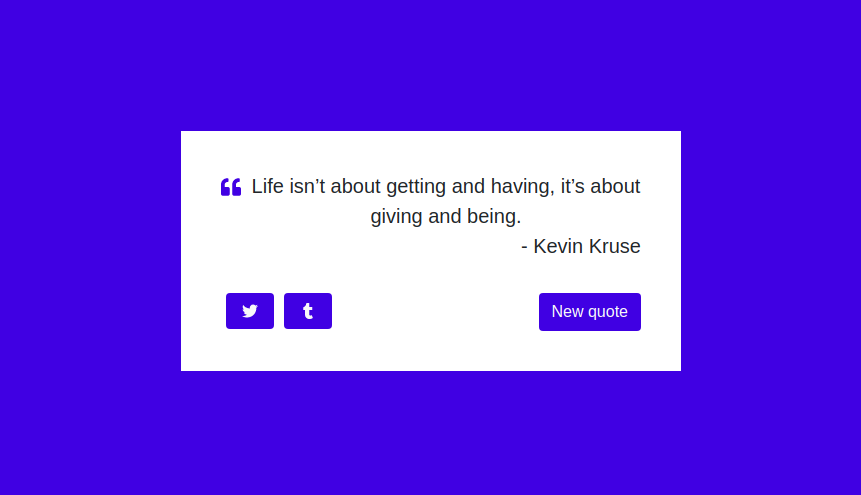 Life isn’t about getting and having, it’s about
giving and being.
- Kevin Kruse
New quote